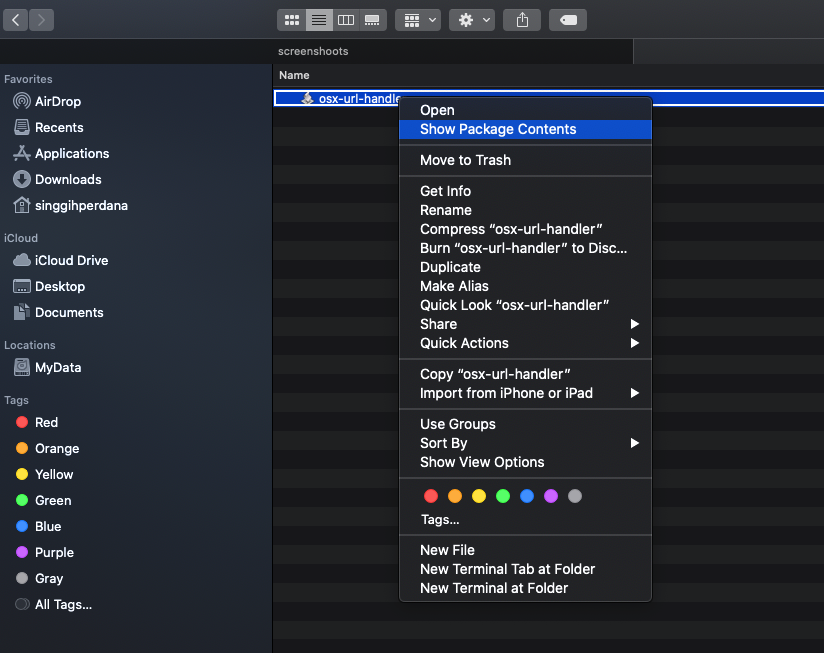 screenshoots
Favorites
AirDrop
Recents
Applications
Downloads
singgihperdana
iCloud
iCloud Drive
Desktop
Documents
Locations
MyData
Tags
Red
Orange
Yellow
Green
Blue
Purple
Gray
All Tags...
Name
osx-url-handle
Open
Show Package Contents
Move to Trash
Get Info
Rename
Compress “osx-url-handler”
Burn “osx-url-handler” to Disc...
Duplicate
Make Alias
Quick Look “osx-url-handler”
Share
Quick Actions
Copy “osx-url-handler”
Import from iPhone or iPad
Use Groups
Sort By
Show View Options
Tags...
New File
New Terminal Tab at Folder
New Terminal at Folder